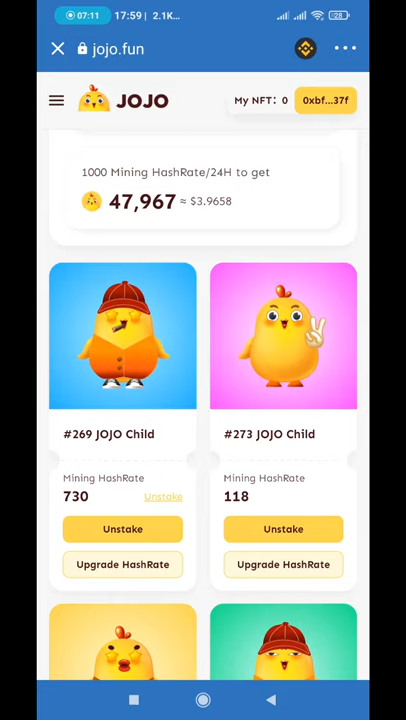 07:11 17:59 2.1K... 28
jojo.fun
JOJO My NFT: 0 0xbf...37f
1000 Mining HashRate/24H to get
47,967 ≈ $3.9658
#269 JOJO Child
Mining HashRate
730 Unstake
Unstake
Upgrade HashRate
#273 JOJO Child
Mining HashRate
118
Unstake
Upgrade HashRate